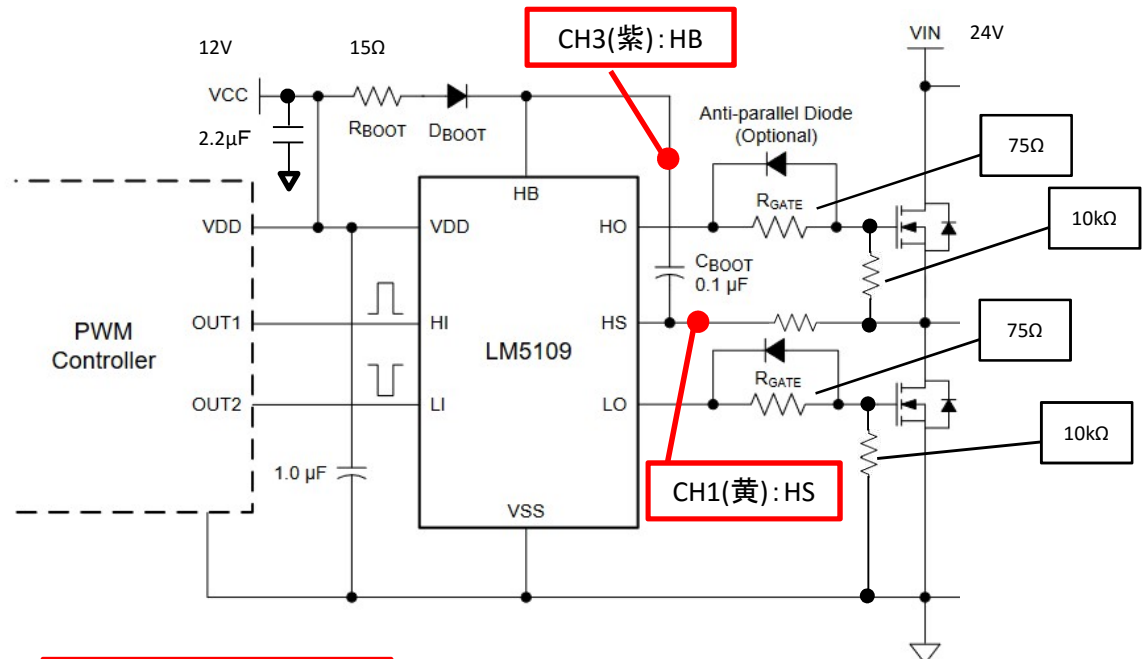 12V
15Ω
CH3(紫):HB
VIN
24V
VCC
RBOOT
DBOOT
2.2μF
Anti-parallel Diode
(Optional)
75Ω
HB
VDD
VDD
HO
RGATE
10kΩ
CBOOT
0.1 μF
PWM
Controller
OUT1
HI
LM5109
HS
75Ω
RGATE
OUT2
LI
LO
10kΩ
1.0 μF
CH1(黄):HS
VSS